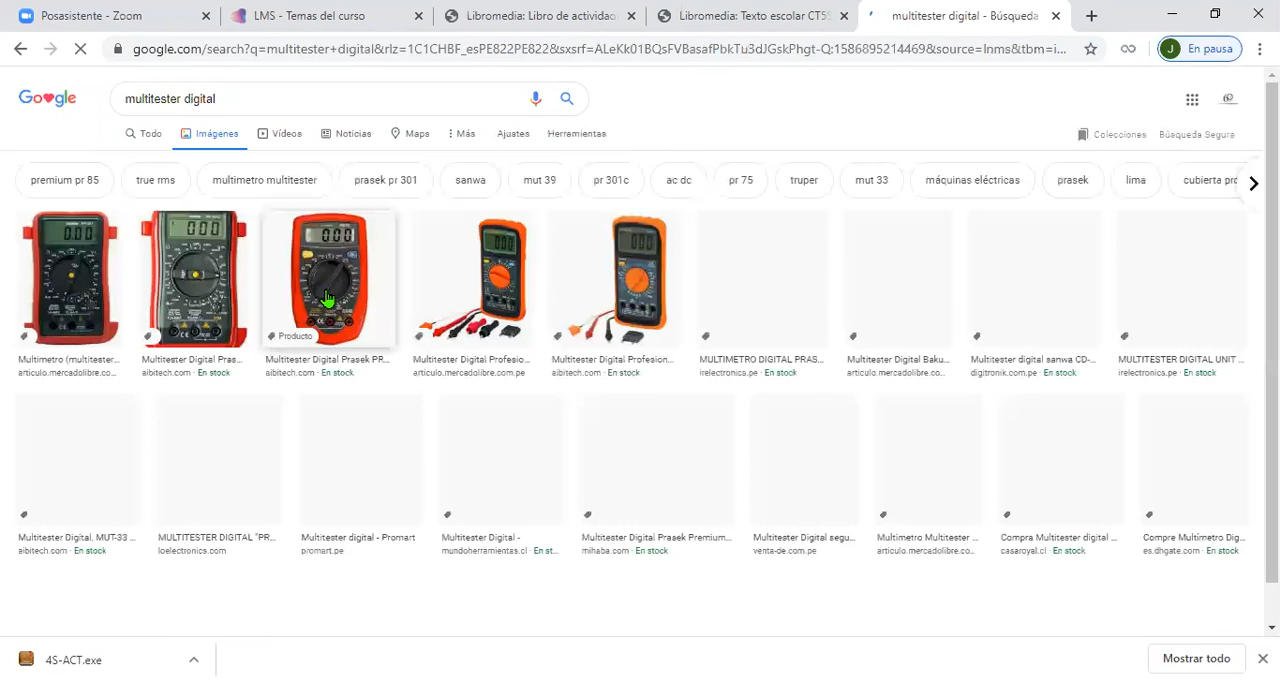 Posasistente - Zoom
LMS - Temas del curso
Libromedia: Libro de actividad
Libromedia: Texto escolar CT5S
multitester digital - Búsqueda
google.com/search?q=multitester+digital&rlz=1C1CHBF_esPE822PE822&sxsrf=ALeKk01BQsFVBasafPbkTu3dJGskPhgt-Q:1586895214469&source=lnms&tbm=i...
J En pausa
Google
multitester digital
Todo Imágenes Vídeos Noticias Maps Más Ajustes Herramientas
Colecciones Búsqueda Segura
premium pr 85 true rms multimetro multitester prasek pr 301 sanwa mut 39 pr 301c ac dc pr 75 truper mut 33 máquinas eléctricas prasek lima cubierta pro
Producto
Multimetro (multitester...
articulo.mercadolibre.co...
Multitester Digital Pras...
aibitech.com · En stock
Multitester Digital Prasek PR...
aibitech.com · En stock
Multitester Digital Profesio...
articulo.mercadolibre.com.pe
Multitester Digital Profesion...
aibitech.com · En stock
MULTIMETRO DIGITAL PRAS...
irelectronics.pe · En stock
Multitester Digital Baku...
articulo.mercadolibre.co...
Multitester digital sanwa CD-...
digitronik.com.pe · En stock
MULTITESTER DIGITAL UNIT ...
irelectronics.pe · En stock
Multitester Digital, MUT-33 ...
aibitech.com · En stock
MULTITESTER DIGITAL "PR...
loelectronics.com
Multitester digital - Promart
promart.pe
Multitester Digital -
mundoherramientas.cl · En st...
Multitester Digital Prasek Premium...
mihaba.com · En stock
Multitester Digital segu...
venta-de.com.pe
Multimetro Multitester ...
articulo.mercadolibre.co...
Compra Multitester digital ...
casaroyal.cl · En stock
Compre Multímetro Dig...
es.dhgate.com · En stock
4S-ACT.exe
Mostrar todo